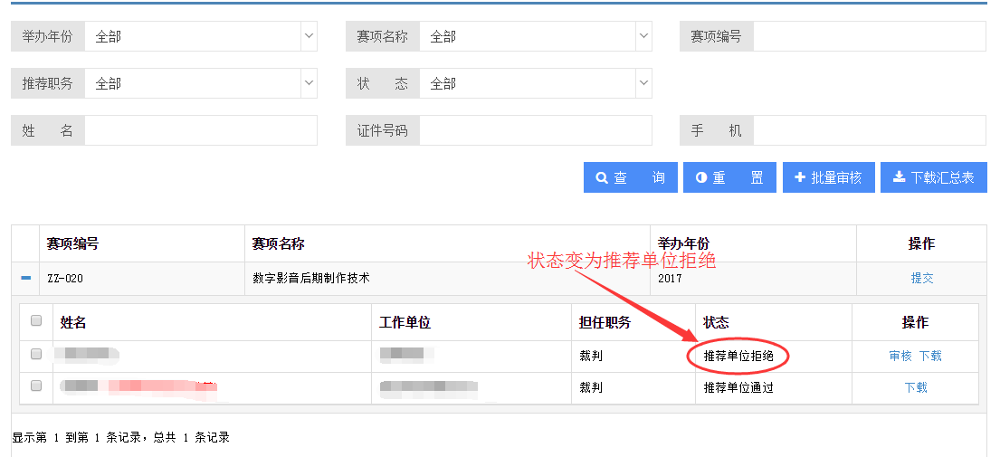 举办年份 全部 赛项名称 全部 赛项编号
推荐职务 全部 状 态 全部
姓 名 证件号码 手 机
查 询 重 置 批量审核 下载汇总表
赛项编号 赛项名称 举办年份 操作
状态变为推荐单位拒绝
ZZ-020 数字影音后期制作技术 2017 提交
姓名 工作单位 担任职务 状态 操作
裁判 推荐单位拒绝 审核 下载
裁判 推荐单位通过 下载
显示第 1 到第 1 条记录，总共 1 条记录